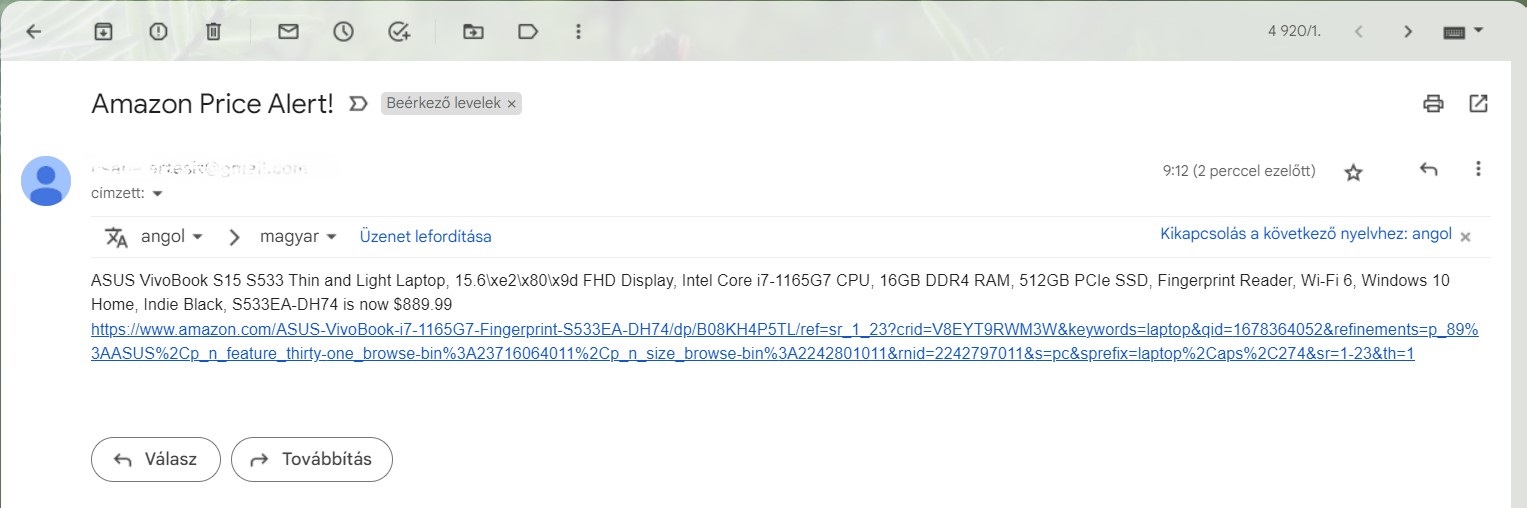 4 920/1.
Amazon Price Alert!
Beérkező levelek ×
@gmail.com
címzett:
9:12 (2 perccel ezelőtt)
angol
magyar
Üzenet lefordítása
Kikapcsolás a következő nyelvhez: angol ×
ASUS VivoBook S15 S533 Thin and Light Laptop, 15.6\xe2\x80\x9d FHD Display, Intel Core i7-1165G7 CPU, 16GB DDR4 RAM, 512GB PCIe SSD, Fingerprint Reader, Wi-Fi 6, Windows 10
Home, Indie Black, S533EA-DH74 is now $889.99
https://www.amazon.com/ASUS-VivoBook-i7-1165G7-Fingerprint-S533EA-DH74/dp/B08KH4P5TL/ref=sr_1_23?crid=V8EYT9RWM3W&keywords=laptop&qid=1678364052&refinements=p_89%
3AASUS%2Cp_n_feature_thirty-one_browse-bin%3A23716064011%2Cp_n_size_browse-bin%3A2242801011&rnid=2242797011&s=pc&sprefix=laptop%2Caps%2C274&sr=1-23&th=1
Válasz
Továbbítás